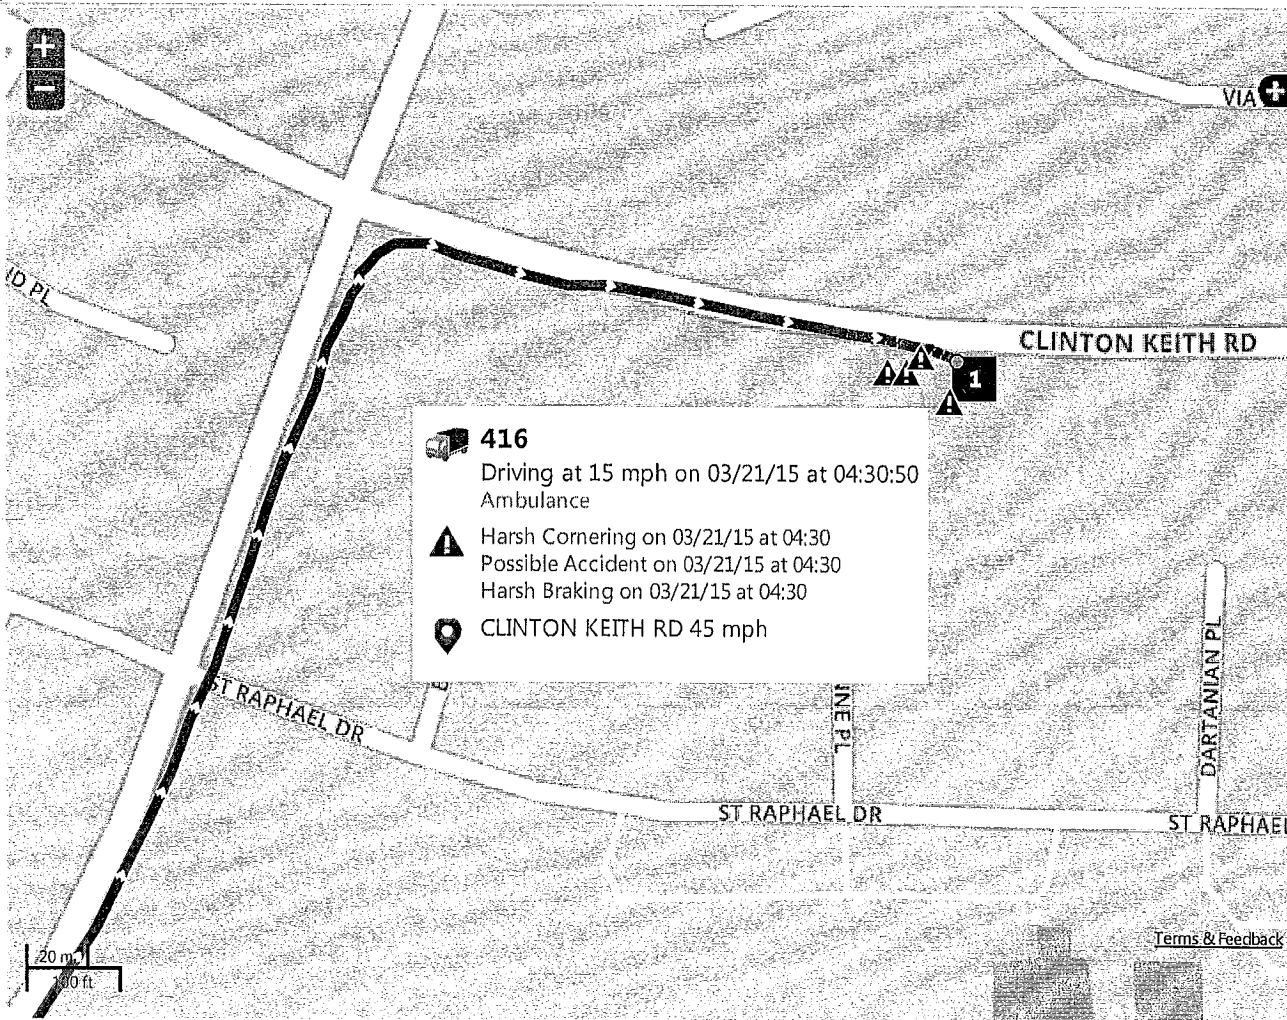 +
-
VIA
ND PL
CLINTON KEITH RD
1
416
Driving at 15 mph on 03/21/15 at 04:30:50
Ambulance
Harsh Cornering on 03/21/15 at 04:30
Possible Accident on 03/21/15 at 04:30
Harsh Braking on 03/21/15 at 04:30
CLINTON KEITH RD 45 mph
ST RAPHAEL DR
NE PL
DARTANIAN PL
ST RAPHAEL DR
ST RAPHAEL
Terms & Feedback
20 m
100 ft